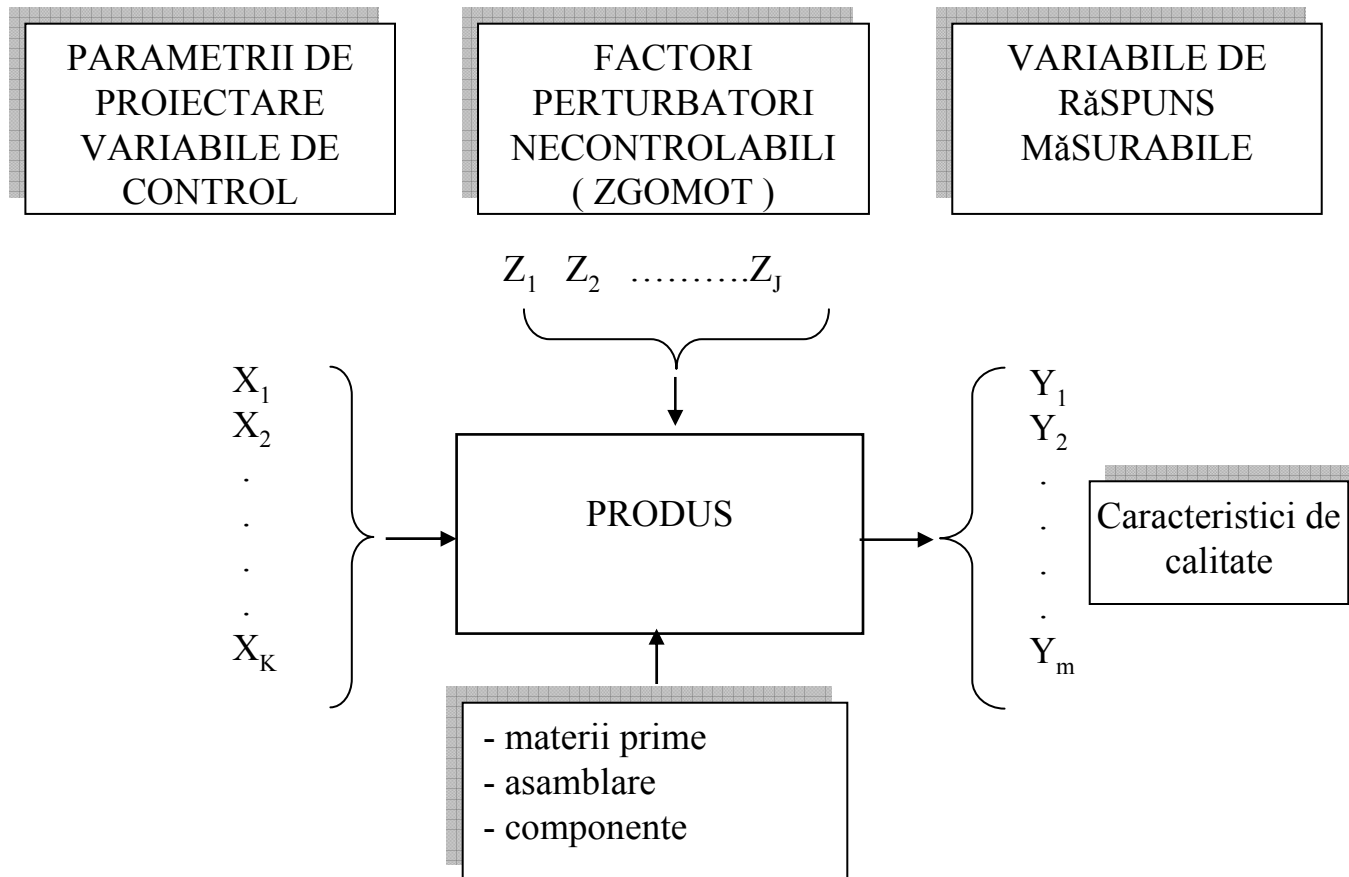 PARAMETRII DE
PROIECTARE
VARIABILE DE
CONTROL
FACTORI
PERTURBATORI
NECONTROLABILI
( ZGOMOT )
VARIABILE DE
RăSPUNS
MăSURABILE
Z1 Z2 ……….ZJ
X1
X2
.
.
.
.
XK
PRODUS
Y1
Y2
.
.
.
.
Ym
Caracteristici de
calitate
- materii prime
- asamblare
- componente